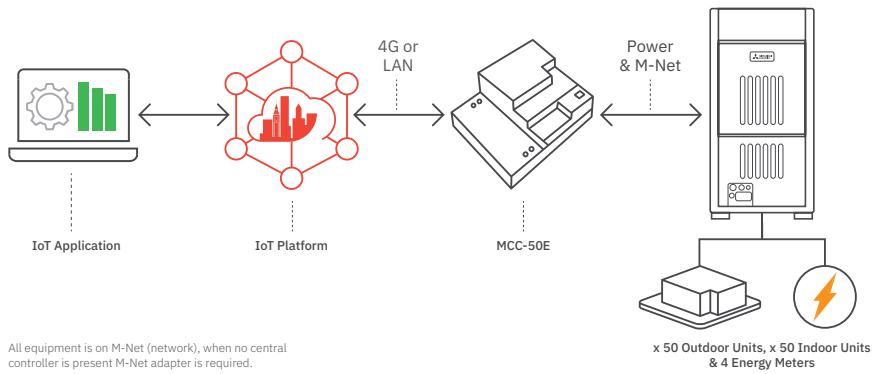 4G or
LAN
Power
& M-Net
IoT Application
IoT Platform
MCC-50E
x 50 Outdoor Units, x 50 Indoor Units
& 4 Energy Meters
All equipment is on M-Net (network), when no central
controller is present M-Net adapter is required.